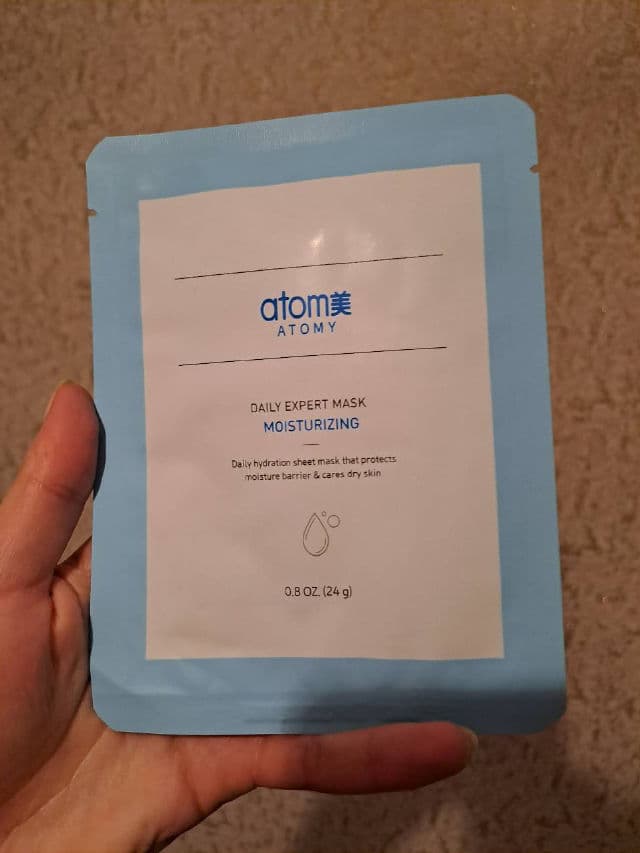 atom美
ATOMY
DAILY EXPERT MASK
MOISTURIZING
Daily hydration sheet mask that protects
moisture barrier & cares dry skin
0.8 OZ. (24 g)